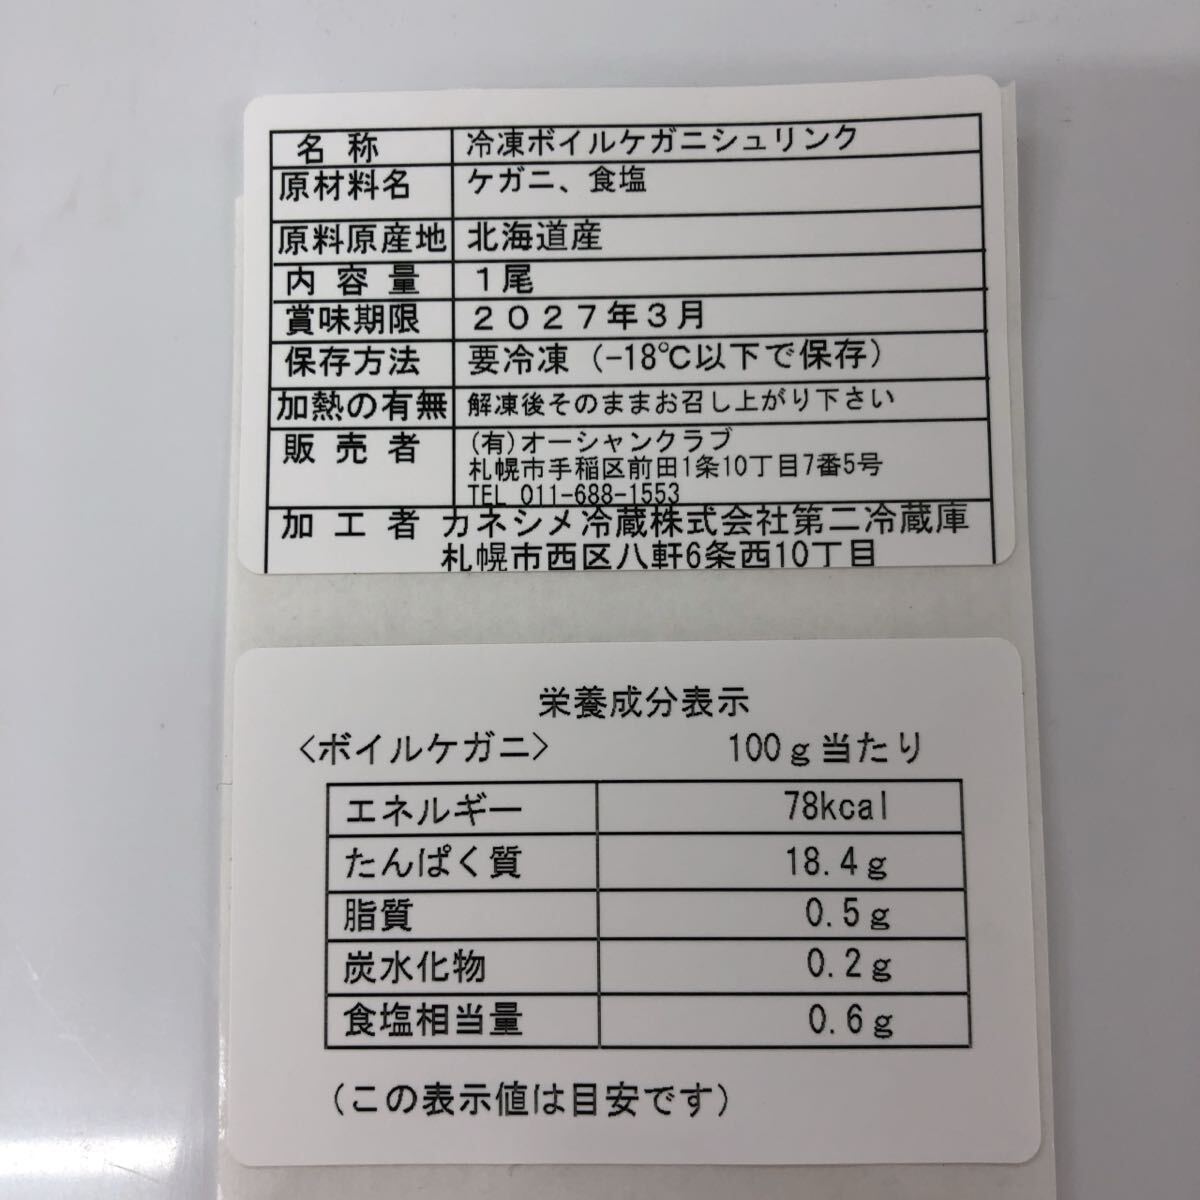 名称 冷凍ボイルケガニシュリンク
原材料名 ケガニ、食塩
原料原産地 北海道産
内容量 1尾
賞味期限 2027年3月
保存方法 要冷凍(-18℃以下で保存)
加熱の有無 解凍後そのままお召し上がり下さい
販売者 (有)オーシャンクラブ
札幌市手稲区前田1条10丁目7番5号
TEL 011-688-1553
加工者 カネシメ冷蔵株式会社第二冷蔵庫
札幌市西区八軒6条西10丁目
栄養成分表示
<ボイルケガニ> 100g当たり
エネルギー 78kcal
たんぱく質 18.4g
脂質 0.5g
炭水化物 0.2g
食塩相当量 0.6g
(この表示値は目安です)